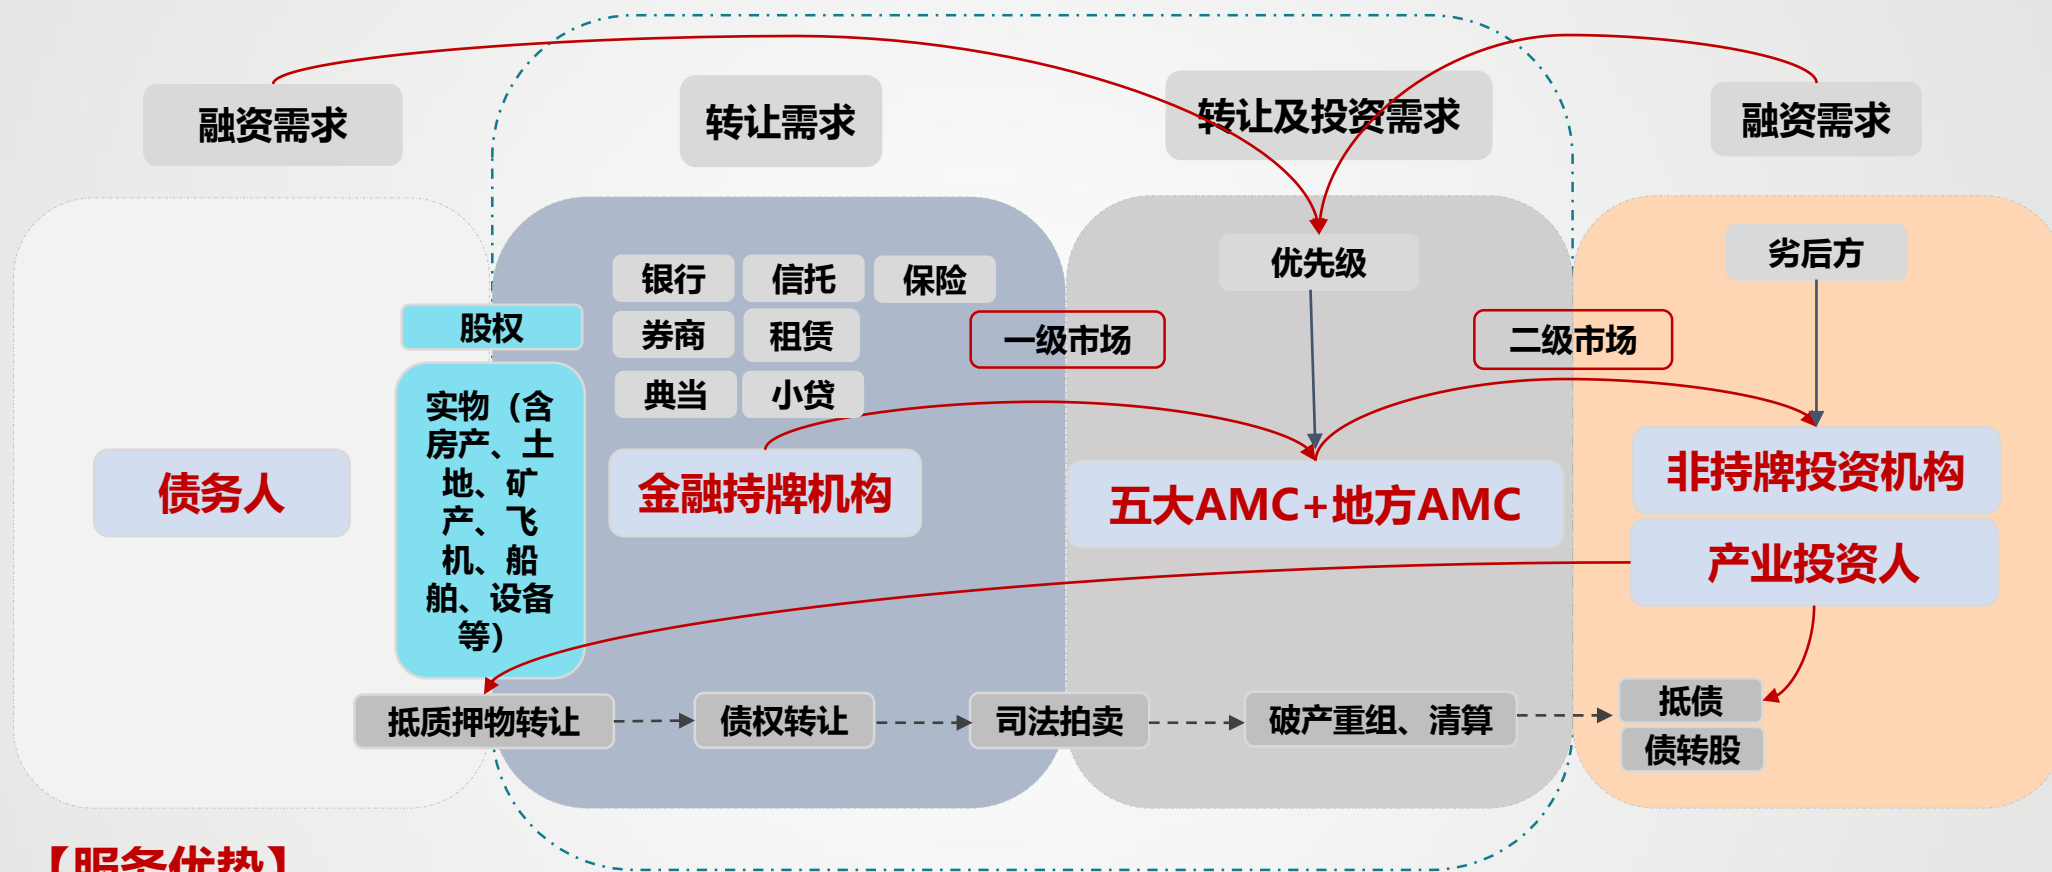 融资需求
转让需求
转让及投资需求
融资需求
股权
实物（含
房产、土
地、矿
产、飞
机、船
舶、设备
等）
债务人
银行
信托
保险
券商
租赁
典当
小贷
一级市场
金融持牌机构
优先级
二级市场
五大AMC+地方AMC
劣后方
非持牌投资机构
产业投资人
抵质押物转让
债权转让
司法拍卖
破产重组、清算
抵债
债转股
【服务优势】